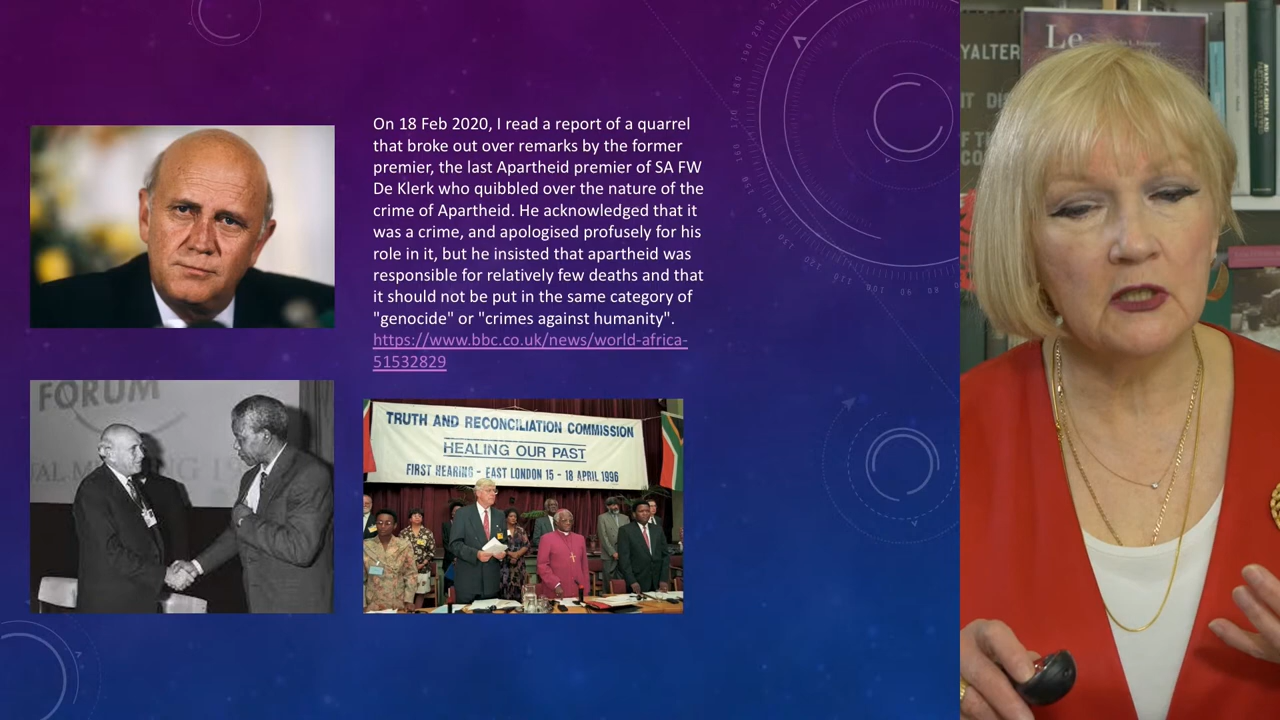 On 18 Feb 2020, I read a report of a quarrel
that broke out over remarks by the former
premier, the last Apartheid premier of SA FW
De Klerk who quibbled over the nature of the
crime of Apartheid. He acknowledged that it
was a crime, and apologised profusely for his
role in it, but he insisted that apartheid was
responsible for relatively few deaths and that
it should not be put in the same category of
"genocide" or "crimes against humanity".
https://www.bbc.co.uk/news/world-africa-
51532829
FORUM
TRUTH AND RECONCILIATION COMMISSION
HEALING OUR PAST
FIRST HEARING - EAST LONDON 15 - 18 APRIL 1996
YALTER
Le